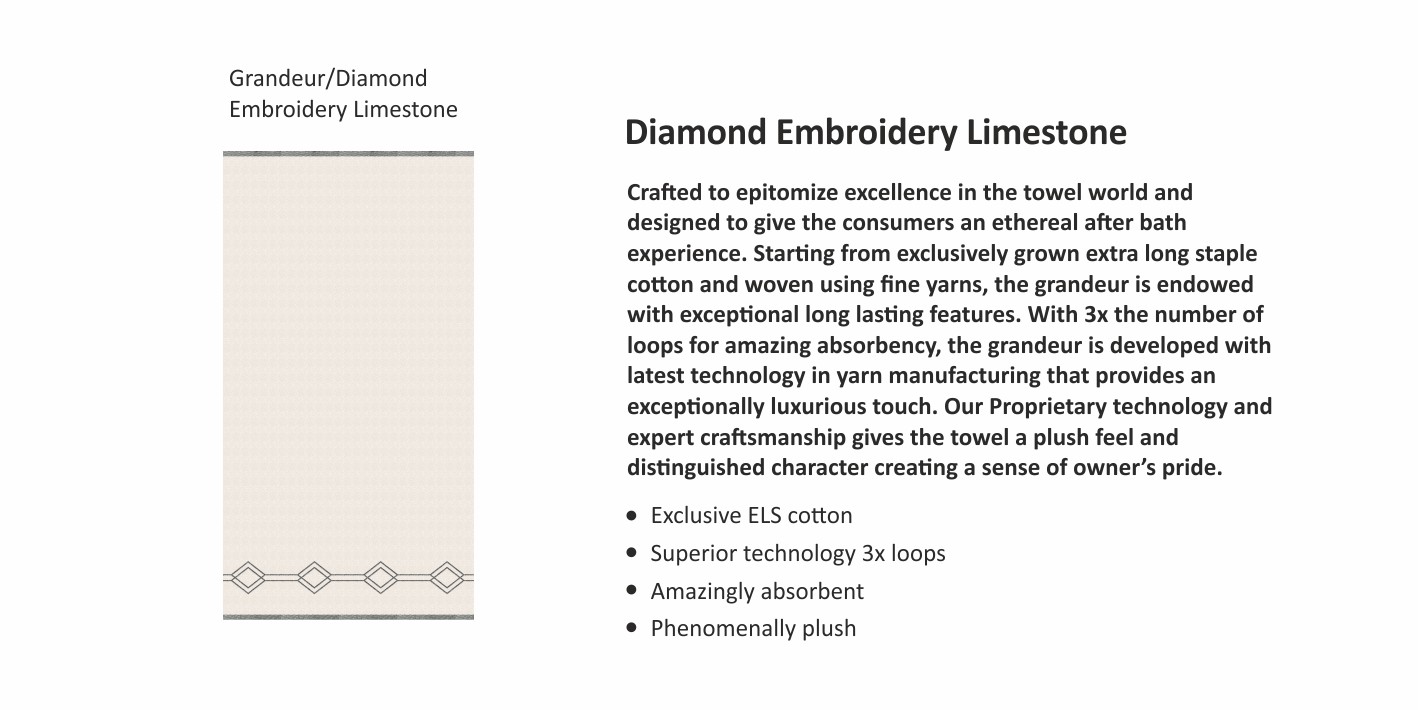 Grandeur/Diamond
Embroidery Limestone
Diamond Embroidery Limestone
Crafted to epitomize excellence in the towel world and
designed to give the consumers an ethereal after bath
experience. Starting from exclusively grown extra long staple
cotton and woven using fine yarns, the grandeur is endowed
with exceptional long lasting features. With 3x the number of
loops for amazing absorbency, the grandeur is developed with
latest technology in yarn manufacturing that provides an
exceptionally luxurious touch. Our Proprietary technology and
expert craftsmanship gives the towel a plush feel and
distinguished character creating a sense of owner’s pride.
• Exclusive ELS cotton
• Superior technology 3x loops
• Amazingly absorbent
• Phenomenally plush